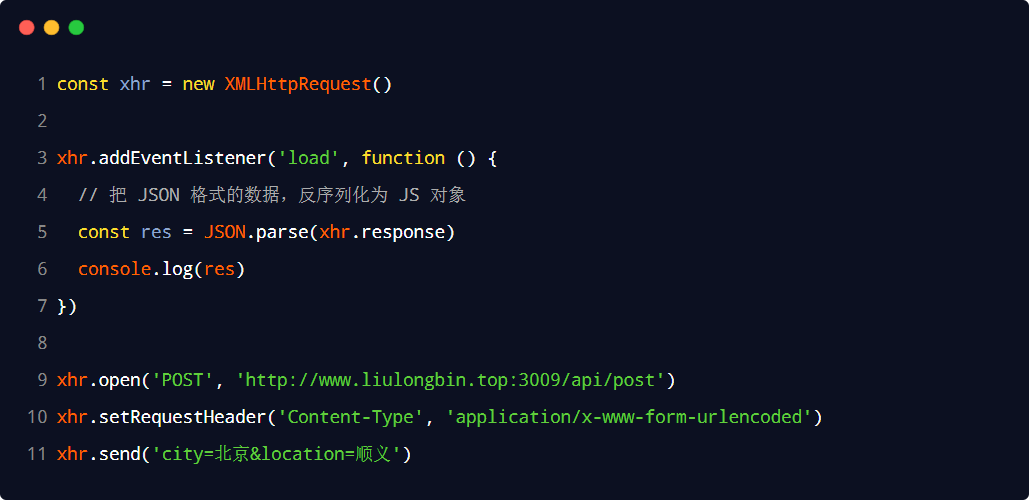 1 const xhr = new XMLHttpRequest()
2
3 xhr.addEventListener('load', function () {
4   // 把 JSON 格式的数据，反序列化为 JS 对象
5   const res = JSON.parse(xhr.response)
6   console.log(res)
7 })
8
9 xhr.open('POST', 'http://www.liulongbin.top:3009/api/post')
10 xhr.setRequestHeader('Content-Type', 'application/x-www-form-urlencoded')
11 xhr.send('city=北京&location=顺义')